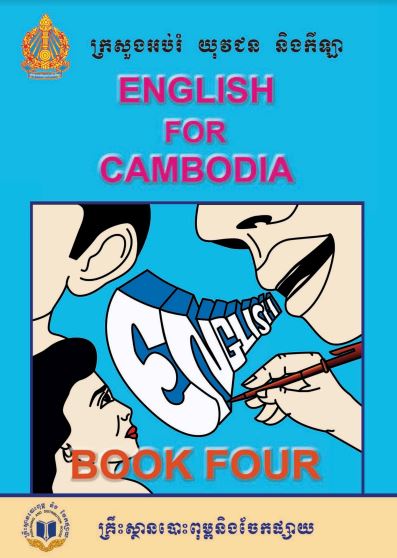 ក្រសួងអប់រំ យុវជន និងកីឡា
ENGLISH
FOR
CAMBODIA
ENGLISH
BOOK FOUR
គ្រឹះស្ថានបោះពុម្ពនិងចែកផ្សាយ